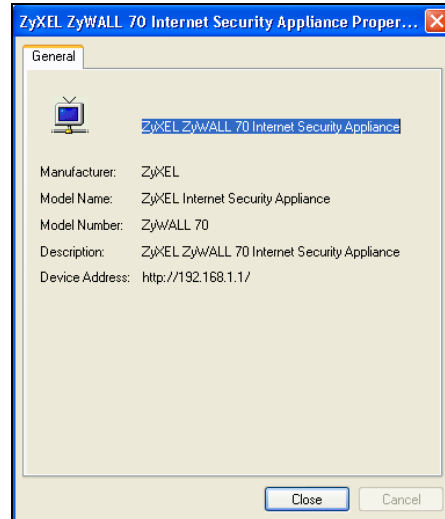 ZyXEL ZyWALL 70 Internet Security Appliance Proper...
General
ZyXEL ZyWALL 70 Internet Security Appliance
Manufacturer: ZyXEL
Model Name: ZyXEL Internet Security Appliance
Model Number: ZyWALL 70
Description: ZyXEL ZyWALL 70 Internet Security Appliance
Device Address: http://192.168.1.1/
Close Cancel